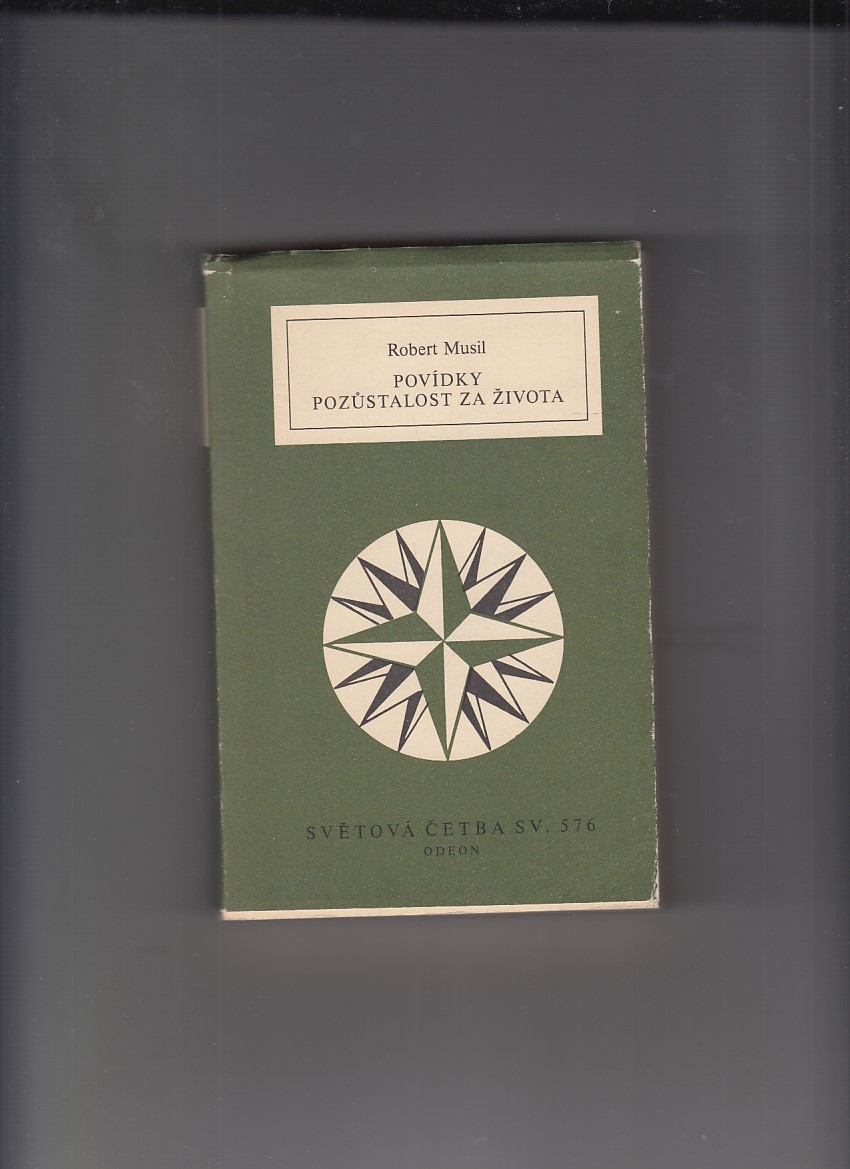 Robert Musil
POVÍDKY
POZŮSTALOST ZA ŽIVOTA
SVĚTOVÁ ČETBA SV. 576
ODEON